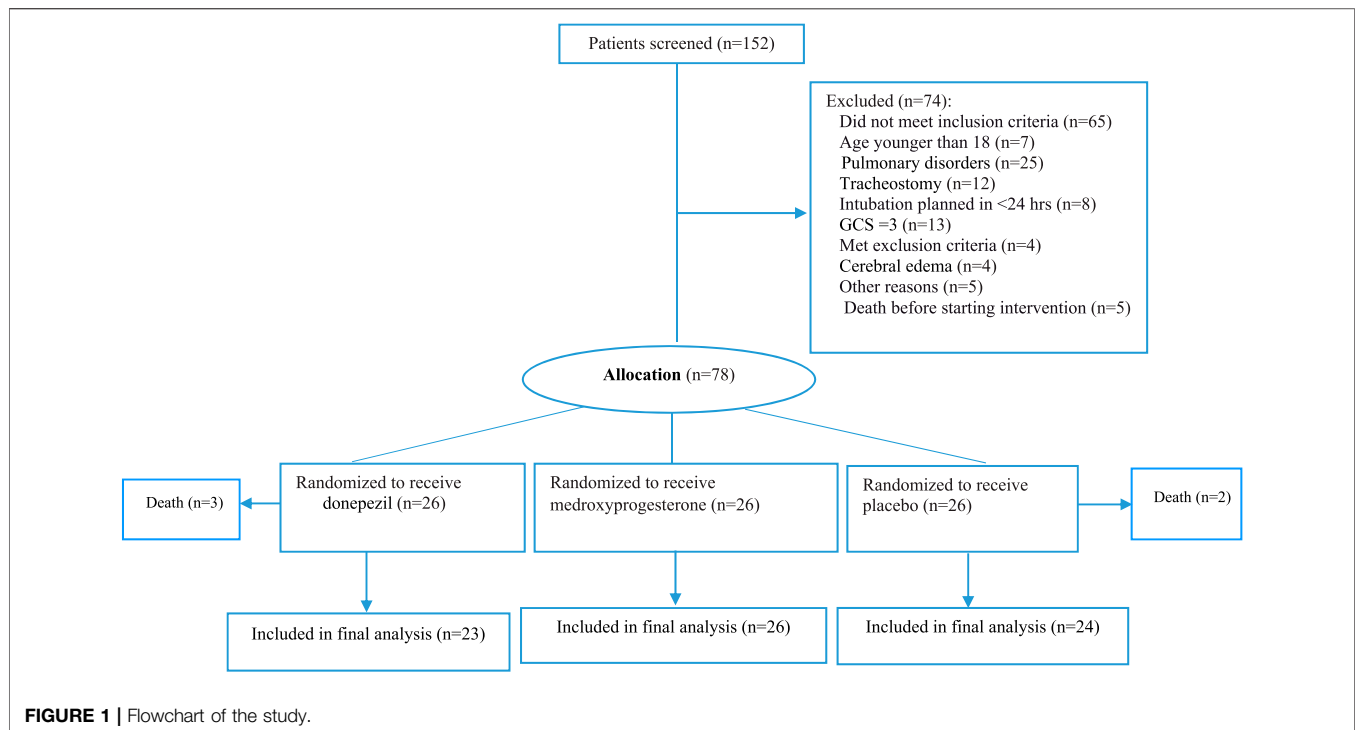 Patients screened (n=152)
Excluded (n=74):
Did not meet inclusion criteria (n=65)
Age younger than 18 (n=7)
Pulmonary disorders (n=25)
Tracheostomy (n=12)
Intubation planned in <24 hrs (n=8)
GCS =3 (n=13)
Met exclusion criteria (n=4)
Cerebral edema (n=4)
Other reasons (n=5)
Death before starting intervention (n=5)
Allocation (n=78)
Death (n=3)
Randomized to receive
donepezil (n=26)
Randomized to receive
medroxyprogesterone (n=26)
Randomized to receive
placebo (n=26)
Death (n=2)
Included in final analysis (n=23)
Included in final analysis (n=26)
Included in final analysis (n=24)
FIGURE 1 | Flowchart of the study.